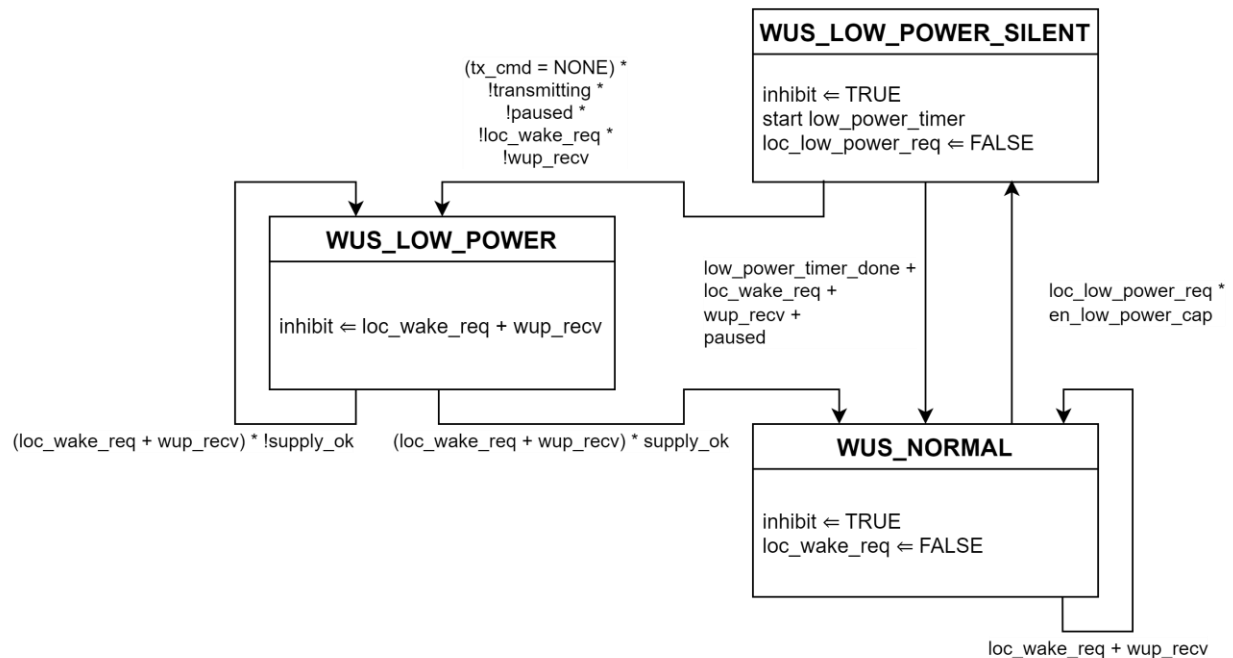 WUS_LOW_POWER_SILENT
inhibit ⇐ TRUE
start low_power_timer
loc_low_power_req ⇐ FALSE
(tx_cmd = NONE) *
!transmitting *
!paused *
!loc_wake_req *
!wup_recv
WUS_LOW_POWER
inhibit ⇐ loc_wake_req + wup_recv
low_power_timer_done +
loc_wake_req +
wup_recv +
paused
loc_low_power_req *
en_low_power_cap
(loc_wake_req + wup_recv) * !supply_ok
(loc_wake_req + wup_recv) * supply_ok
WUS_NORMAL
inhibit ⇐ TRUE
loc_wake_req ⇐ FALSE
loc_wake_req + wup_recv